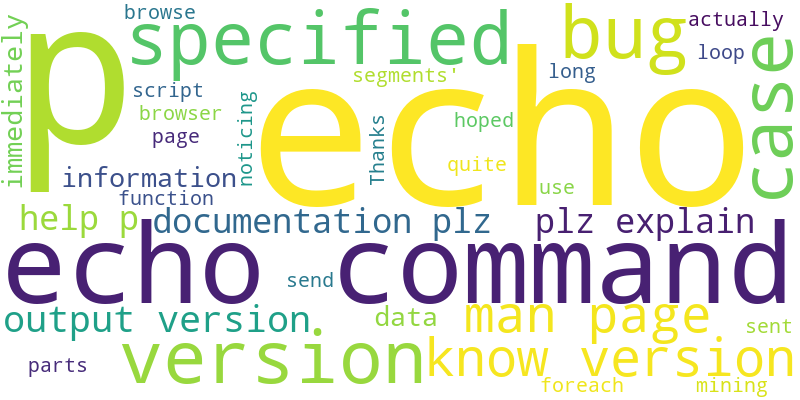 browse
specified
bug
actually
loop
immediately
p
echo
case
segments'
long
script
browser
page
noticing
Thanks
hoped
quite
information
function
use
help p
documentation plz
plz explain
echo command
send
output version
data
man page
sent
version
know version
parts
foreach
mining